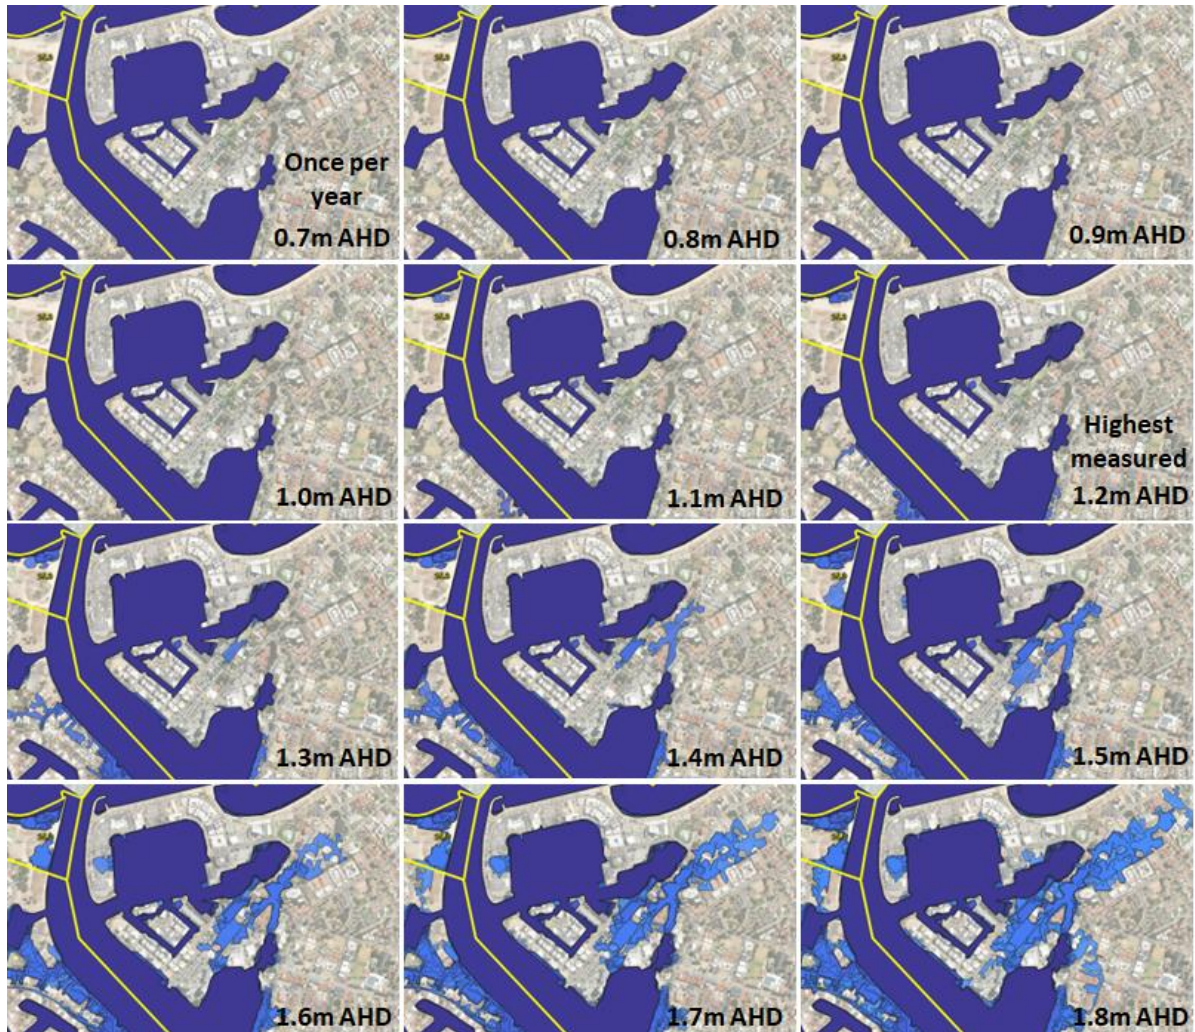 Once per
year
0.7m AHD
0.8m AHD
0.9m AHD
1.0m AHD
1.1m AHD
Highest
measured
1.2m AHD
1.3m AHD
1.4m AHD
1.5m AHD
1.6m AHD
1.7m AHD
1.8m AHD